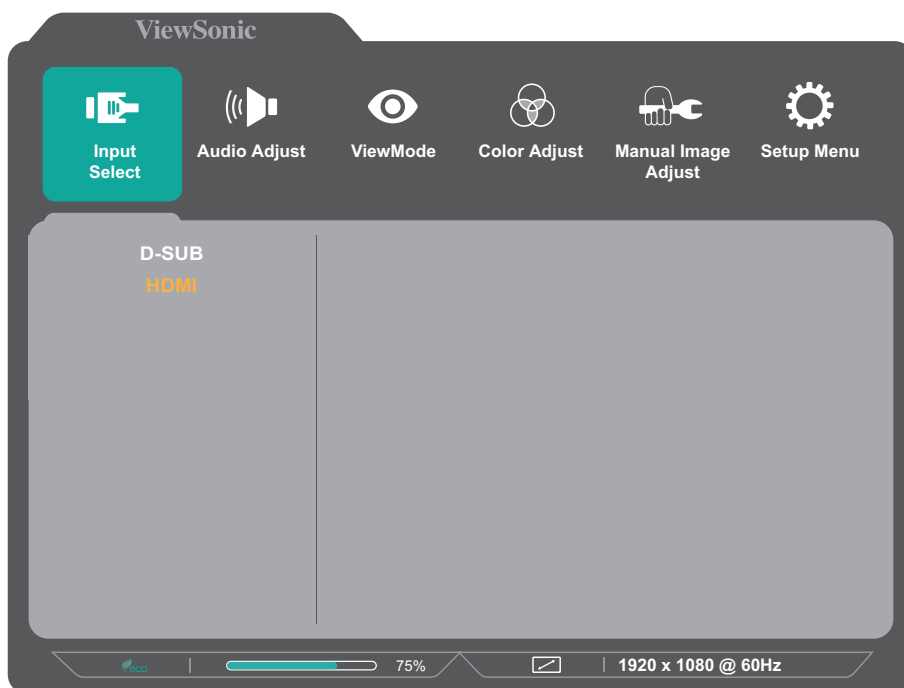 ViewSonic
Input
Select
Audio Adjust
ViewMode
Color Adjust
Manual Image
Adjust
Setup Menu
D-SUB
HDMI
eco
75%
1920 x 1080 @ 60Hz